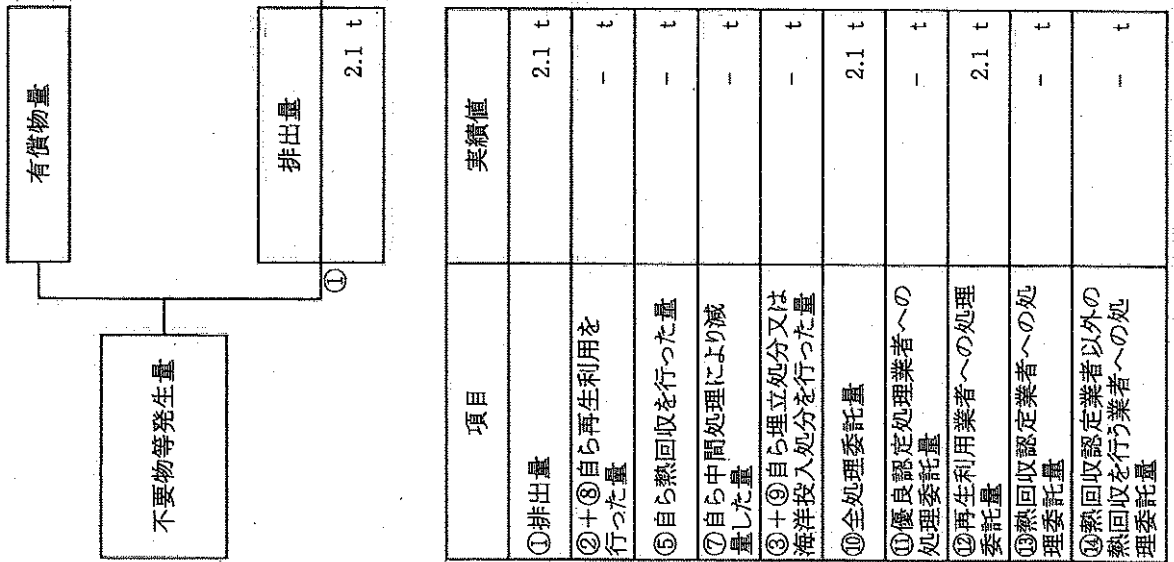 有償物量
不要物等発生量
排出量
①
2.1 t
項目
実績値
①排出量
2.1 t
②+⑧自ら再生利用を
行った量
- t
⑤自ら熱回収を行った量
- t
⑦自ら中間処理により減
量した量
- t
③+⑨自ら埋立処分又は
海洋投入処分を行った量
- t
⑩全処理委託量
2.1 t
⑪優良認定処理業者への
処理委託量
- t
⑫再生利用業者への処理
委託量
2.1 t
⑬熱回収認定業者への処
理委託量
- t
⑭熱回収認定業者以外の
熱回収を行う業者への処
理委託量
- t